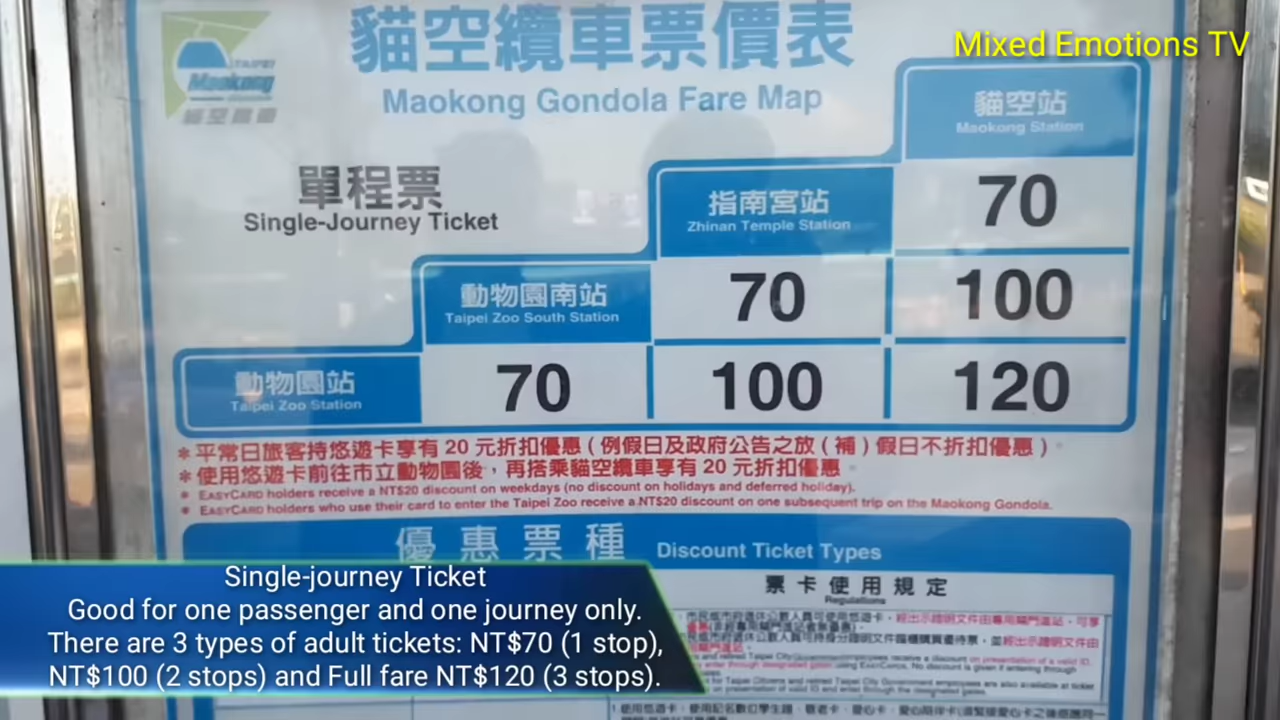 貓空纜車票價表
Mixed Emotions TV
TAIPEI
Maokong
Maokong Gondola Fare Map
貓空站
Maokong Station
單程票
Single-Journey Ticket
指南宮站
Zhinan Temple Station
70
動物園南站
Taipei Zoo South Station
70
100
動物園站
Taipei Zoo Station
70
100
120
* 平常日旅客持悠遊卡享有 20 元折扣優惠 ( 例假日及政府公告之放 ( 補 ) 假日不折扣優惠 )。
* 使用悠遊卡前往市立動物園後，再搭乘貓空纜車享有 20 元折扣優惠。
* EASYCARD holders receive a NT$20 discount on weekdays (no discount on holidays and deferred holiday).
* EASYCARD holders who use their card to enter the Taipei Zoo receive a NT$20 discount on one subsequent trip on the Maokong Gondola.
優惠票種 Discount Ticket Types
票卡使用規定
Regulations
Single-journey Ticket
Good for one passenger and one journey only.
There are 3 types of adult tickets: NT$70 (1 stop),
NT$100 (2 stops) and Full fare NT$120 (3 stops).